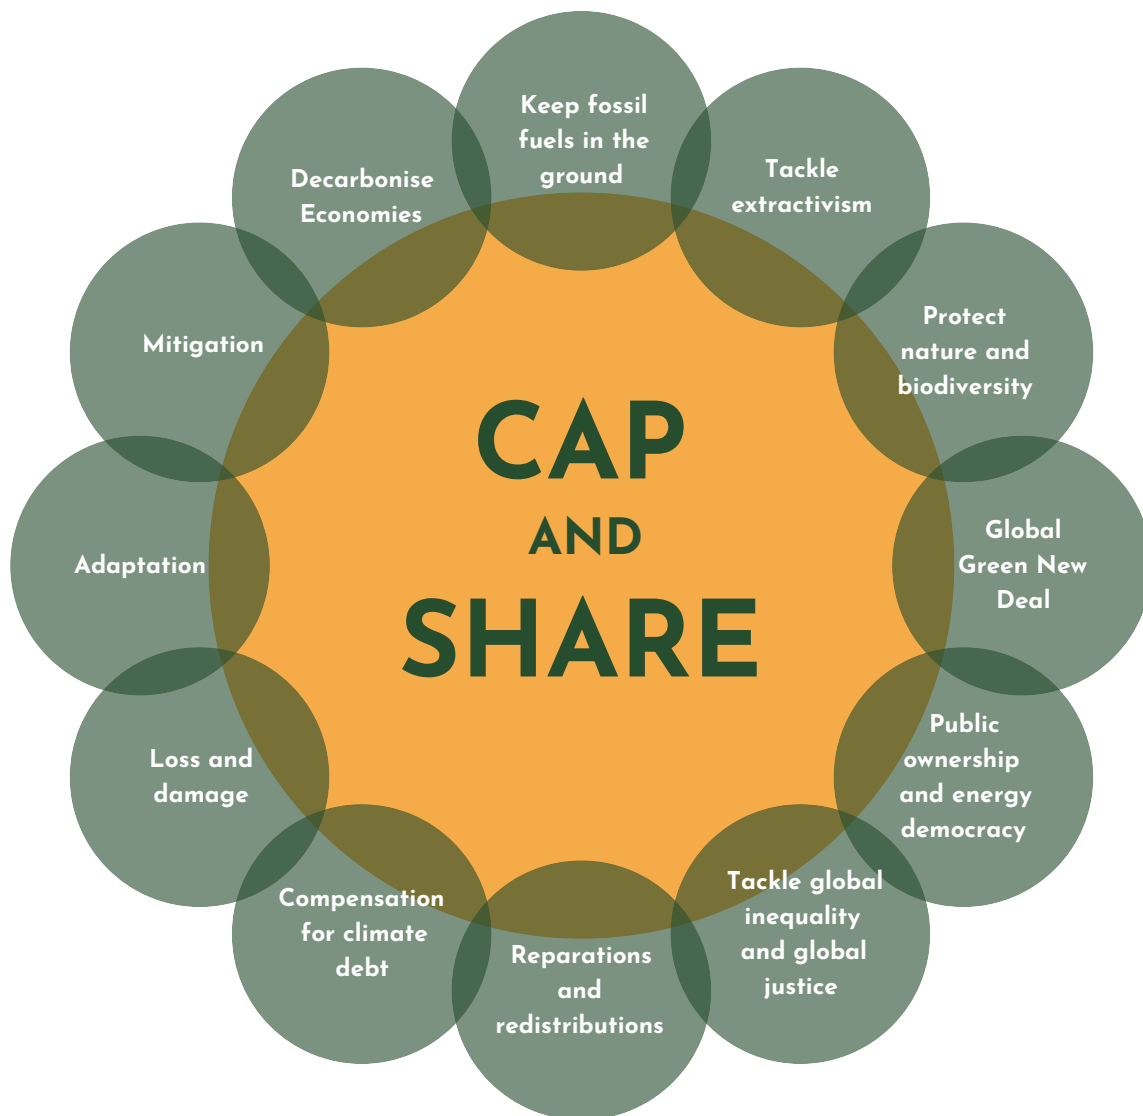 Keep fossil
fuels in the
ground
Tackle
extractivism
Protect
nature and
biodiversity
Global
Green New
Deal
Public
ownership
and energy
democracy
Tackle global
inequality
and global
justice
Reparations
and
redistributions
Compensation
for climate
debt
Loss and
damage
Adaptation
Mitigation
Decarbonise
Economies
CAP
AND
SHARE